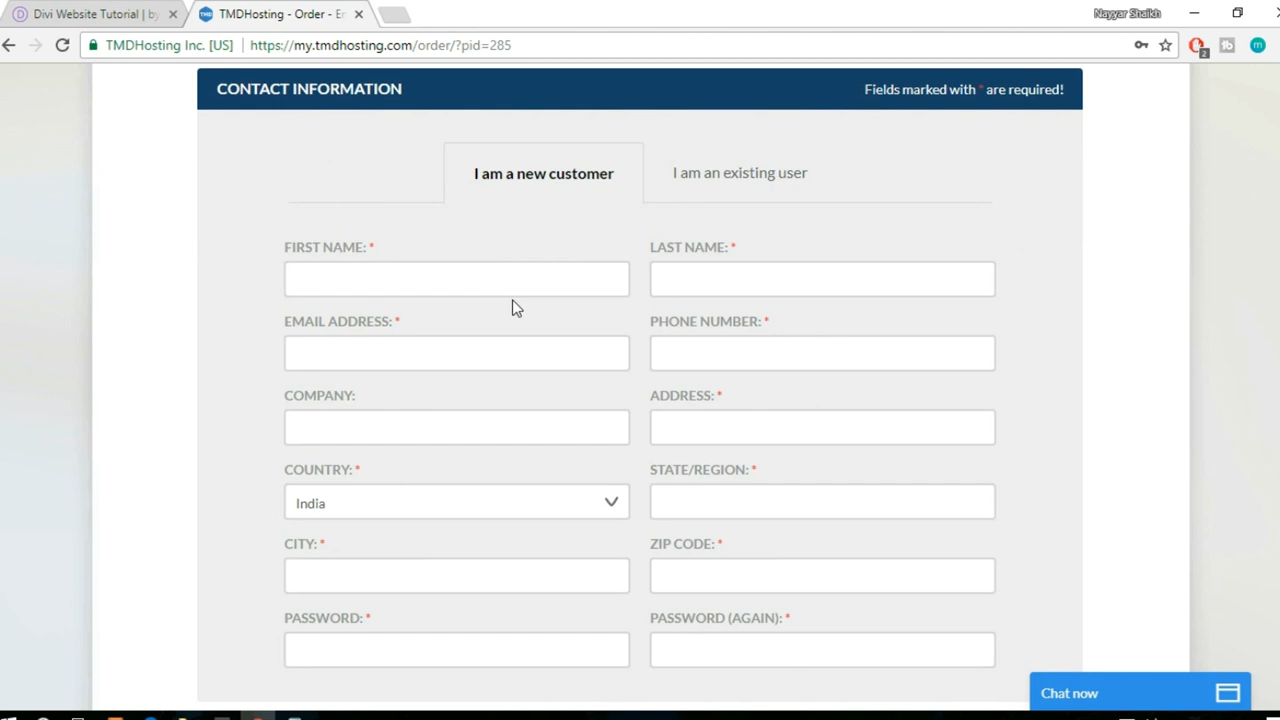 Divi Website Tutorial | by
TMDHosting - Order - En
Nayyar Shaikh
TMDHosting Inc. [US]
https://my.tmdhosting.com/order/?pid=285
CONTACT INFORMATION
Fields marked with * are required!
I am a new customer
I am an existing user
FIRST NAME: *
LAST NAME: *
EMAIL ADDRESS: *
PHONE NUMBER: *
COMPANY:
ADDRESS: *
COUNTRY: *
STATE/REGION: *
India
CITY: *
ZIP CODE: *
PASSWORD: *
PASSWORD (AGAIN): *
Chat now